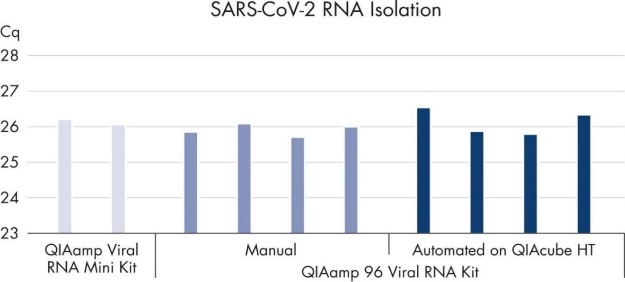 SARS-CoV-2 RNA Isolation
Cq
28
27
26
25
24
23
QIAamp Viral
RNA Mini Kit
Manual
Automated on QIAcube HT
QIAamp 96 Viral RNA Kit